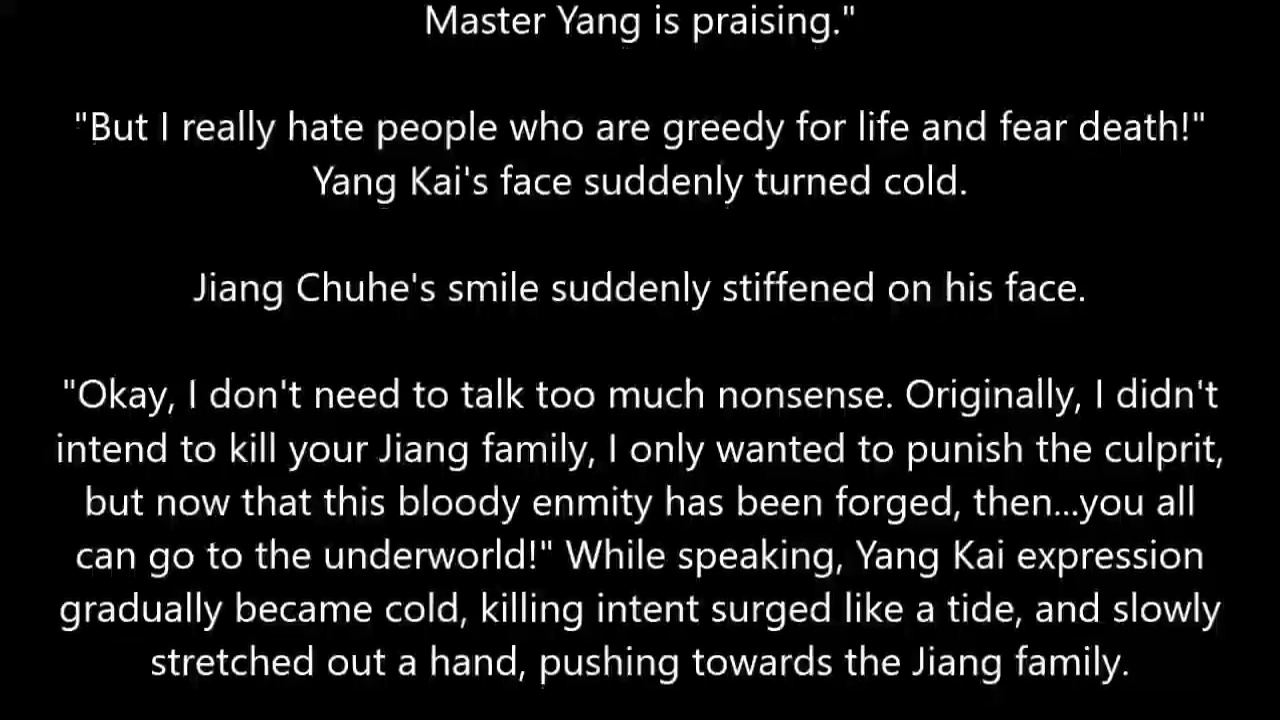 Master Yang is praising."
"But I really hate people who are greedy for life and fear death!"
Yang Kai's face suddenly turned cold.
Jiang Chuhe's smile suddenly stiffened on his face.
"Okay, I don't need to talk too much nonsense. Originally, I didn't
intend to kill your Jiang family, I only wanted to punish the culprit,
but now that this bloody enmity has been forged, then...you all
can go to the underworld!" While speaking, Yang Kai expression
gradually became cold, killing intent surged like a tide, and slowly
stretched out a hand, pushing towards the Jiang family.